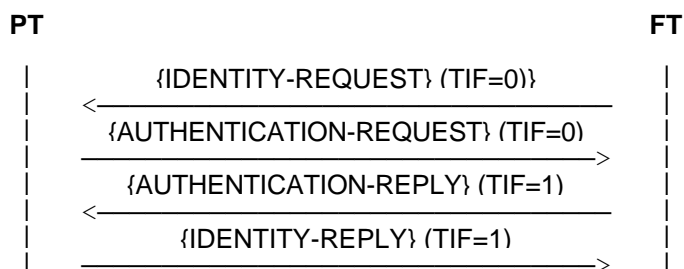 PT FT
{IDENTITY-REQUEST} (TIF=0)}
{AUTHENTICATION-REQUEST} (TIF=0)
{AUTHENTICATION-REPLY} (TIF=1)
{IDENTITY-REPLY} (TIF=1)